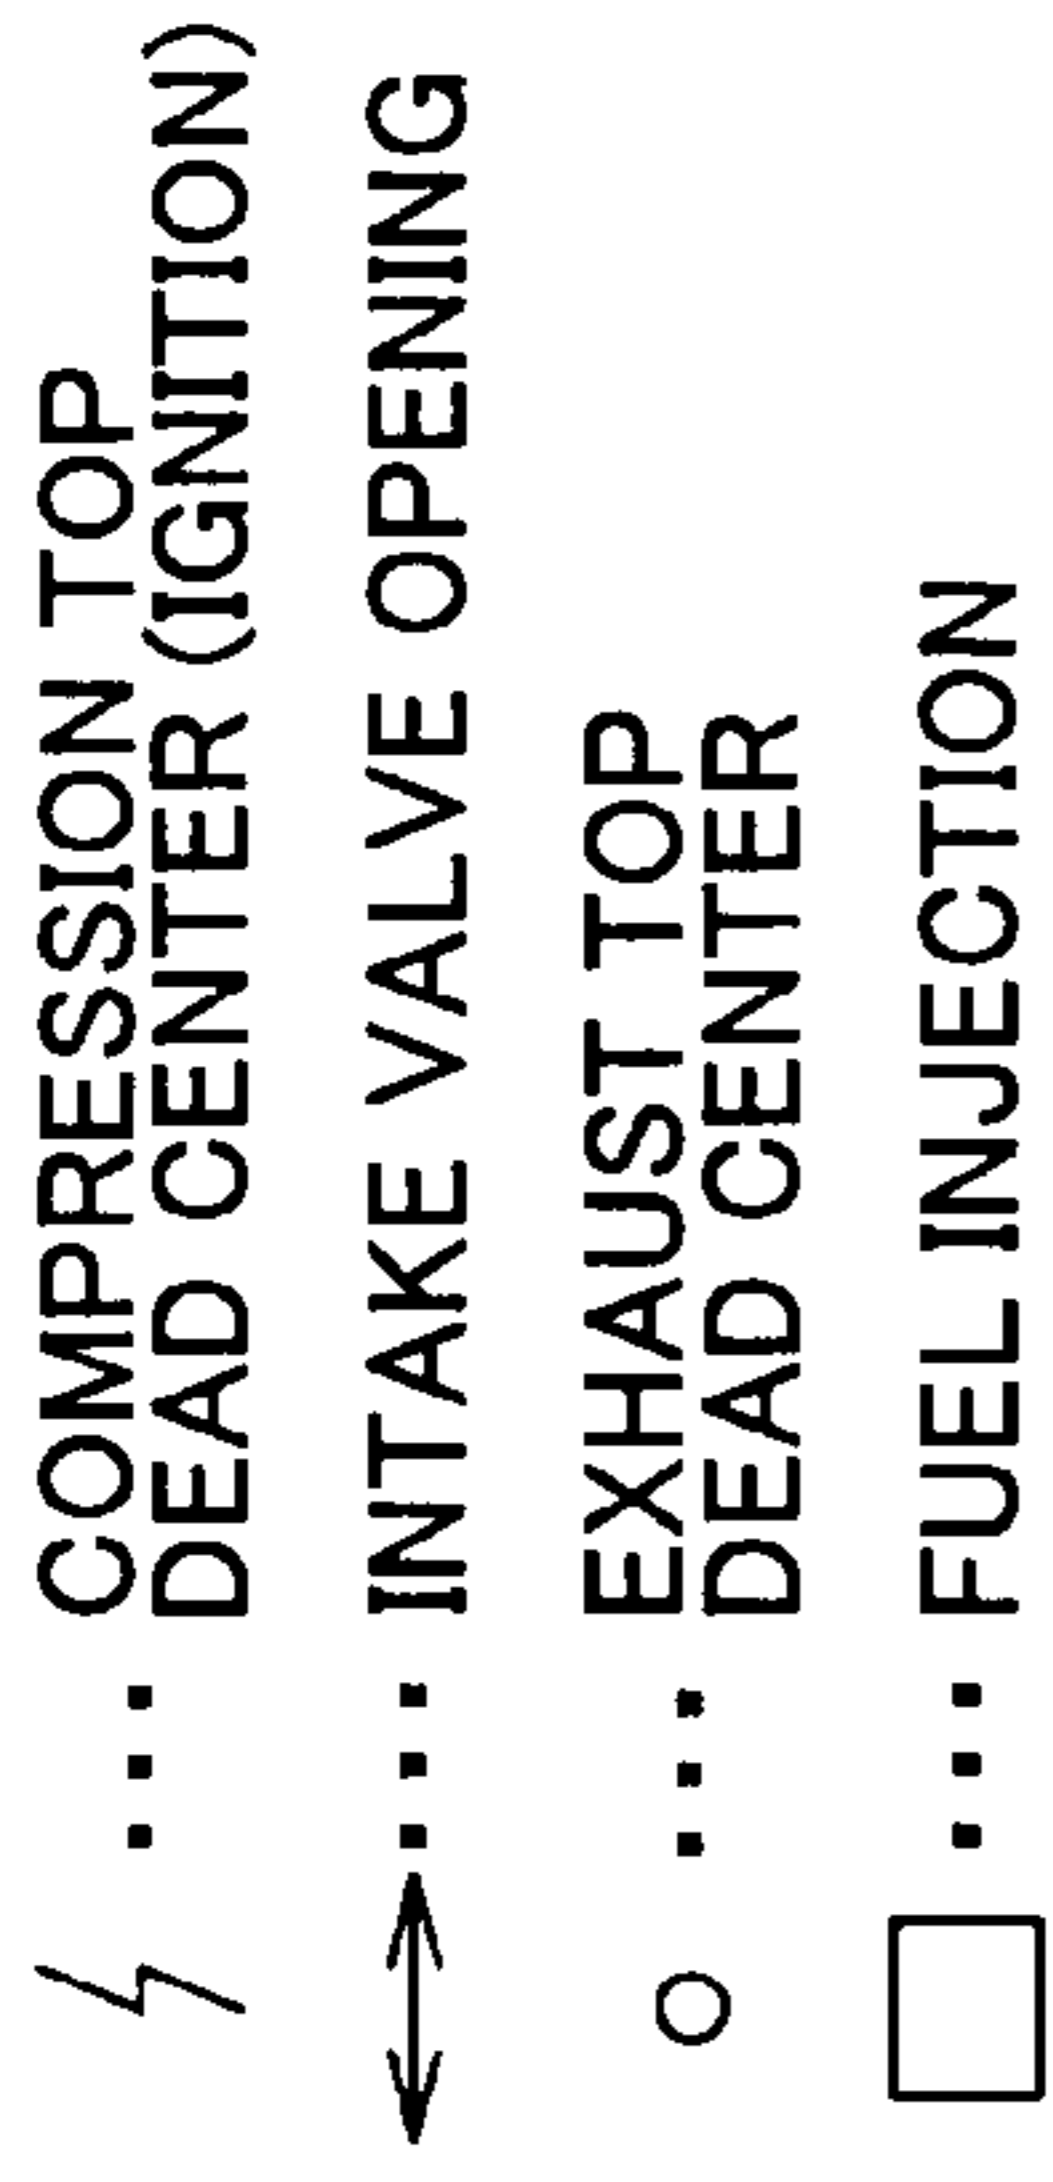 COMPRESSION TOP
DEAD CENTER (IGNITION)
INTAKE VALVE OPENING
EXHAUST TOP
DEAD CENTER
FUEL INJECTION